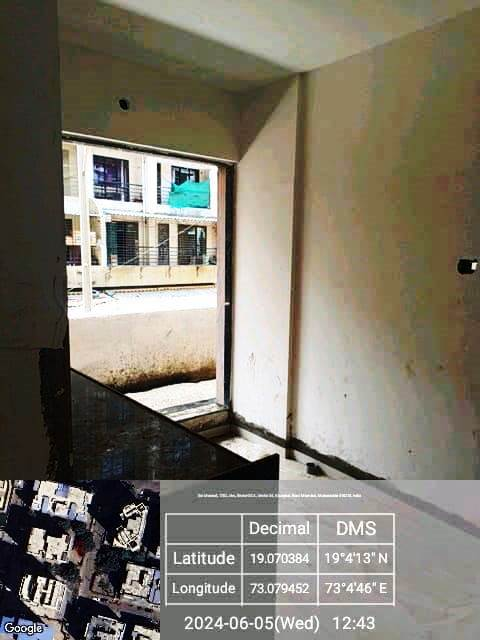 Decimal DMS
Latitude 19.070384 19°4'13" N
Longitude 73.079452 73°4'46" E
2024-06-05(Wed) 12:43
Google